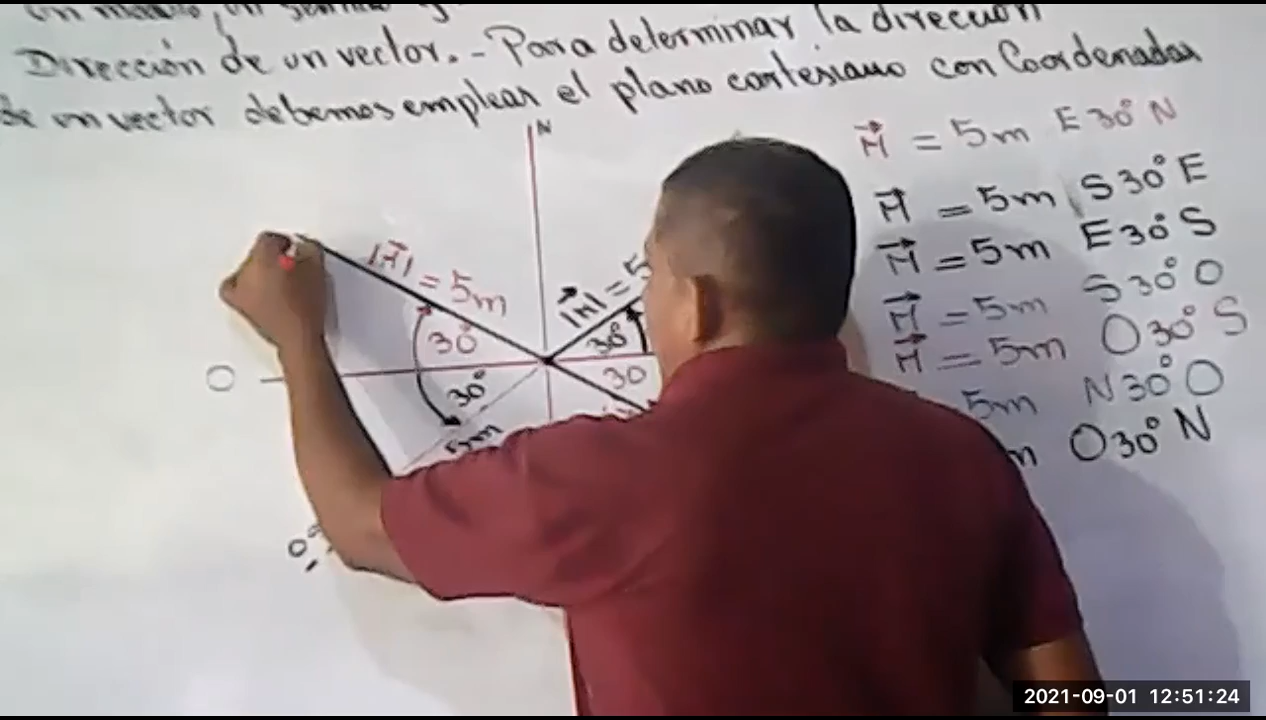 un
Dirección de un vector.- Para determinar la dirección
de un vector debemos emplear el plano cartesiano con Coordenadas
N
M = 5m E 30° N
M = 5m S 30° E
M = 5m E 30° S
M = 5m S 30° O
M = 5m O 30° S
5m N 30° O
m O 30° N
|M| = 5m
|M| = 5
30°
30°
30
O
30°
5m
2021-09-01 12:51:24